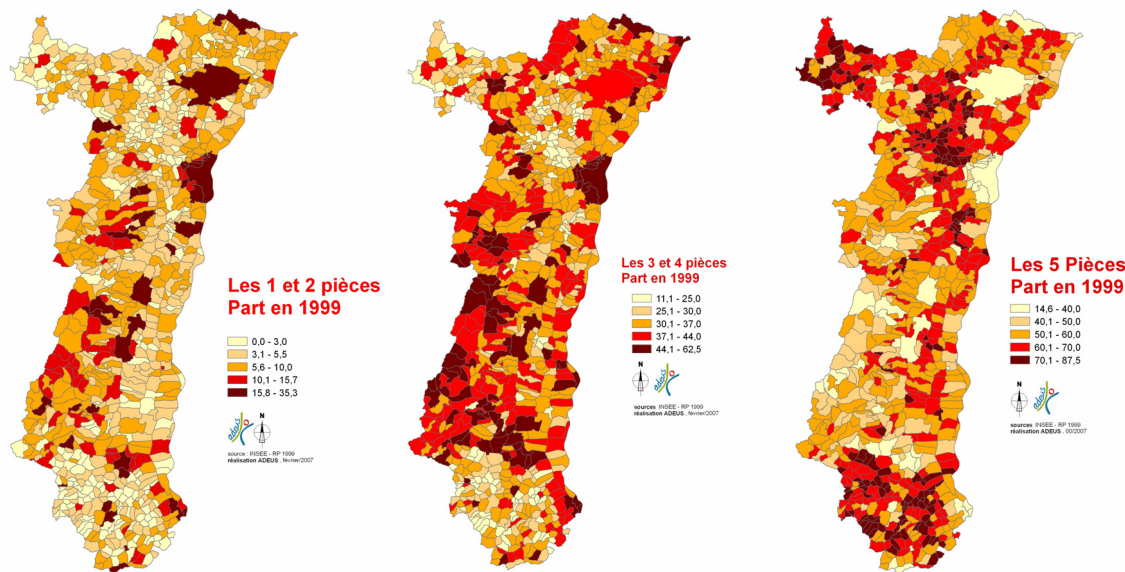 Les 1 et 2 pièces
Part en 1999
0,0 - 3,0
3,1 - 5,5
5,6 - 10,0
10,1 - 15,7
15,8 - 35,3
adeus
N
source : INSEE - RP 1999
réalisation ADEUS , février/2007
Les 3 et 4 pièces
Part en 1999
11,1 - 25,0
25,1 - 30,0
30,1 - 37,0
37,1 - 44,0
44,1 - 62,5
N
adeus
sources INSEE - RP 1999
réalisation ADEUS , février/2007
Les 5 Pièces
Part en 1999
14,6 - 40,0
40,1 - 50,0
50,1 - 60,0
60,1 - 70,0
70,1 - 87,5
N
adeus
sources INSEE - RP 1999
réalisation ADEUS , 00/2007